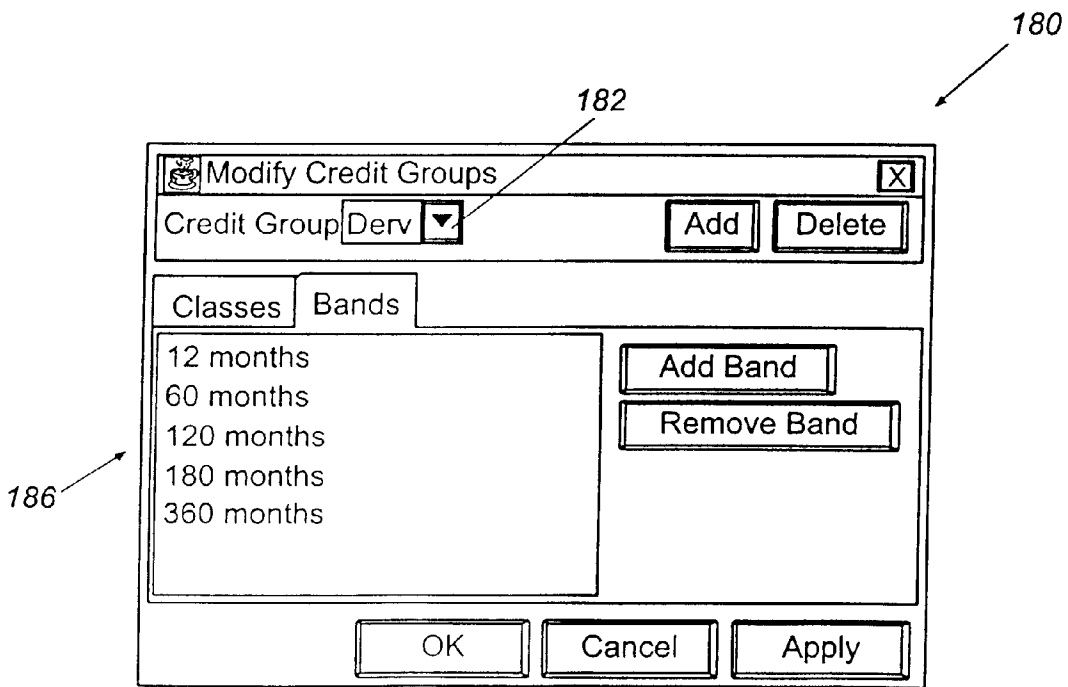 180
182
Modify Credit Groups X
Credit Group Derv Add Delete
Classes Bands
12 months Add Band
60 months Remove Band
120 months
180 months
360 months
186
OK Cancel Apply